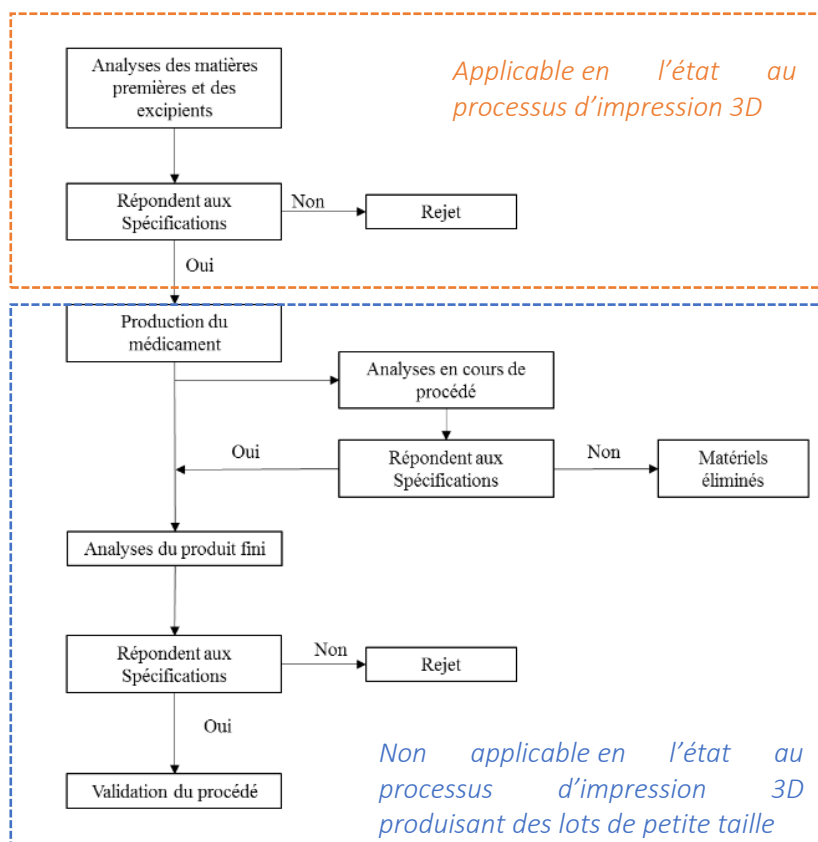 Analyses des matières
premières et des
excipients
Applicable en l'état au
processus d'impression 3D
Répondent aux
Spécifications
Non
Rejet
Oui
Production du
médicament
Analyses en cours de
procédé
Oui
Répondent aux
Spécifications
Non
Matériels
éliminés
Analyses du produit fini
Répondent aux
Spécifications
Non
Rejet
Oui
Validation du procédé
Non applicable en l'état au
processus d'impression 3D
produisant des lots de petite taille